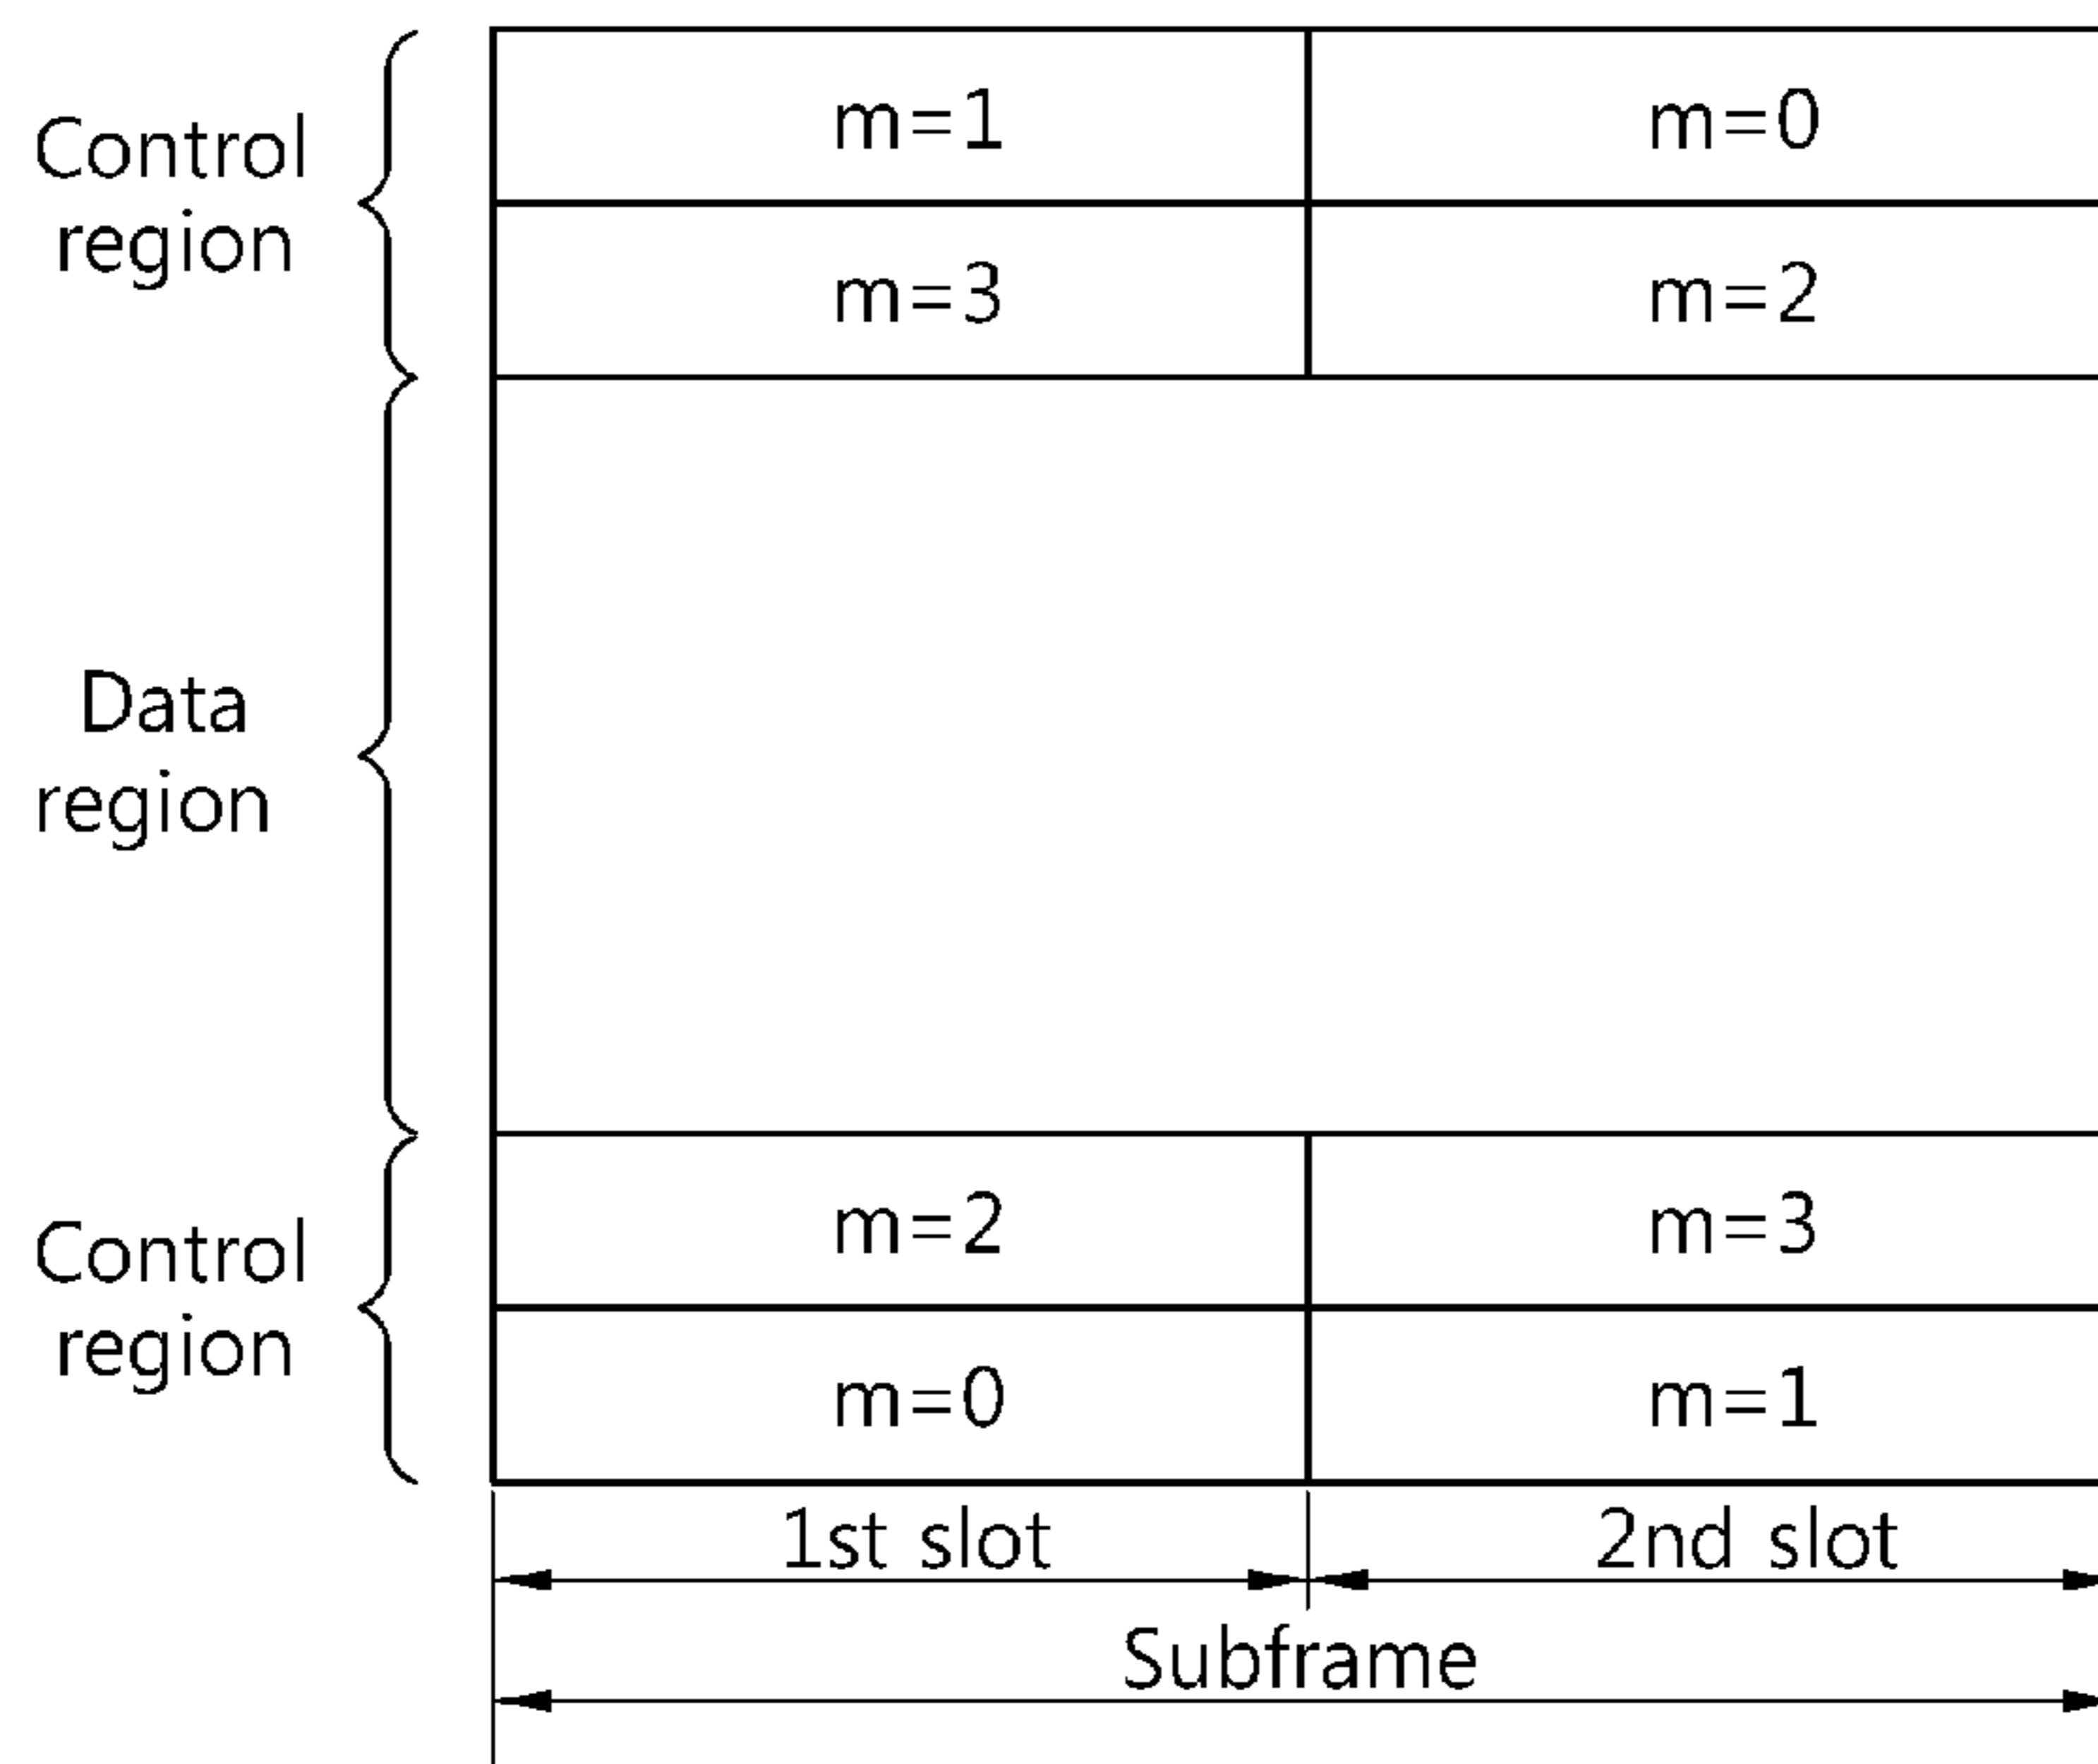 Control
region
m=1
m=0
m=3
m=2
Data
region
Control
region
m=2
m=3
m=0
m=1
1st slot
2nd slot
Subframe